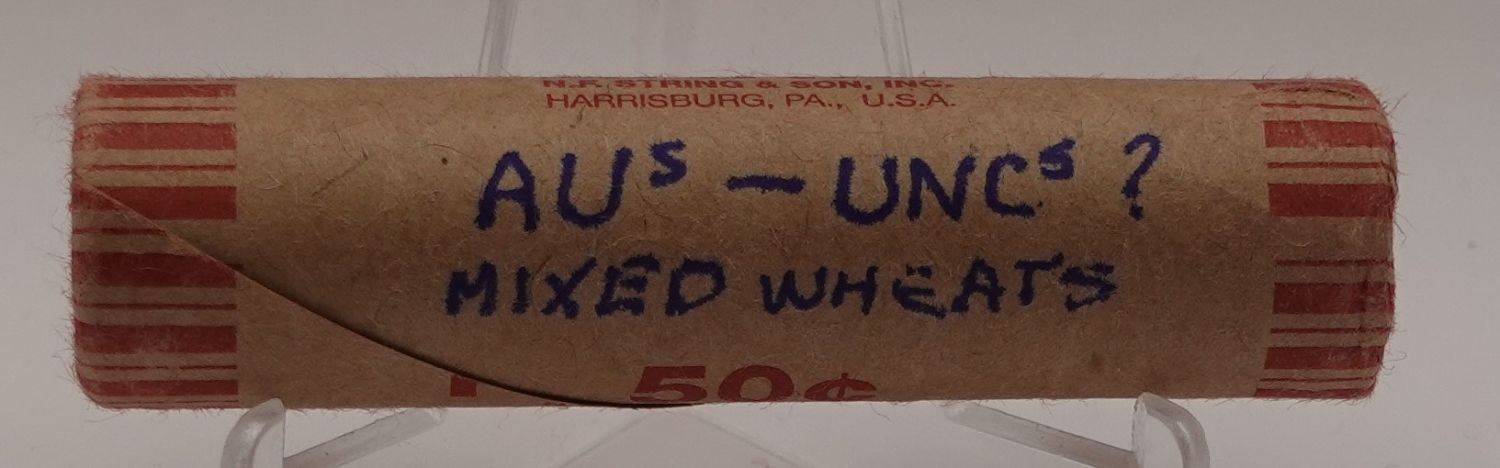 N.F. STRING & SON, INC.
HARRISBURG, PA., U.S.A.
AUs – UNCs ?
MIXED WHEATS
50¢